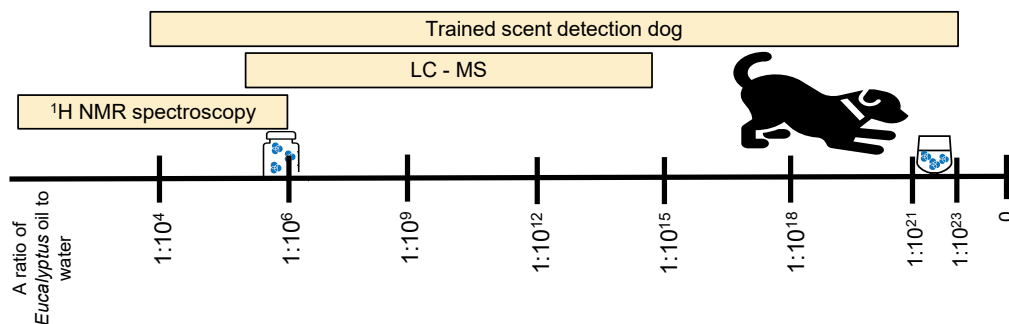 Trained scent detection dog
LC - MS
¹H NMR spectroscopy
A ratio of
Eucalyptus oil to
water
1:10⁴
1:10⁶
1:10⁹
1:10¹²
1:10¹⁵
1:10¹⁸
1:10²¹
1:10²³
0